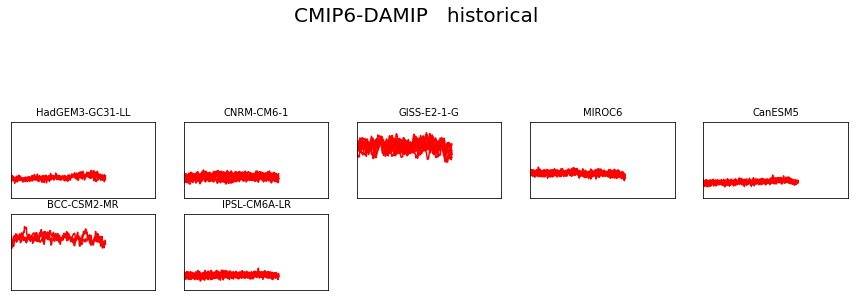 CMIP6-DAMIP   historical
HadGEM3-GC31-LL
CNRM-CM6-1
GISS-E2-1-G
MIROC6
CanESM5
BCC-CSM2-MR
IPSL-CM6A-LR